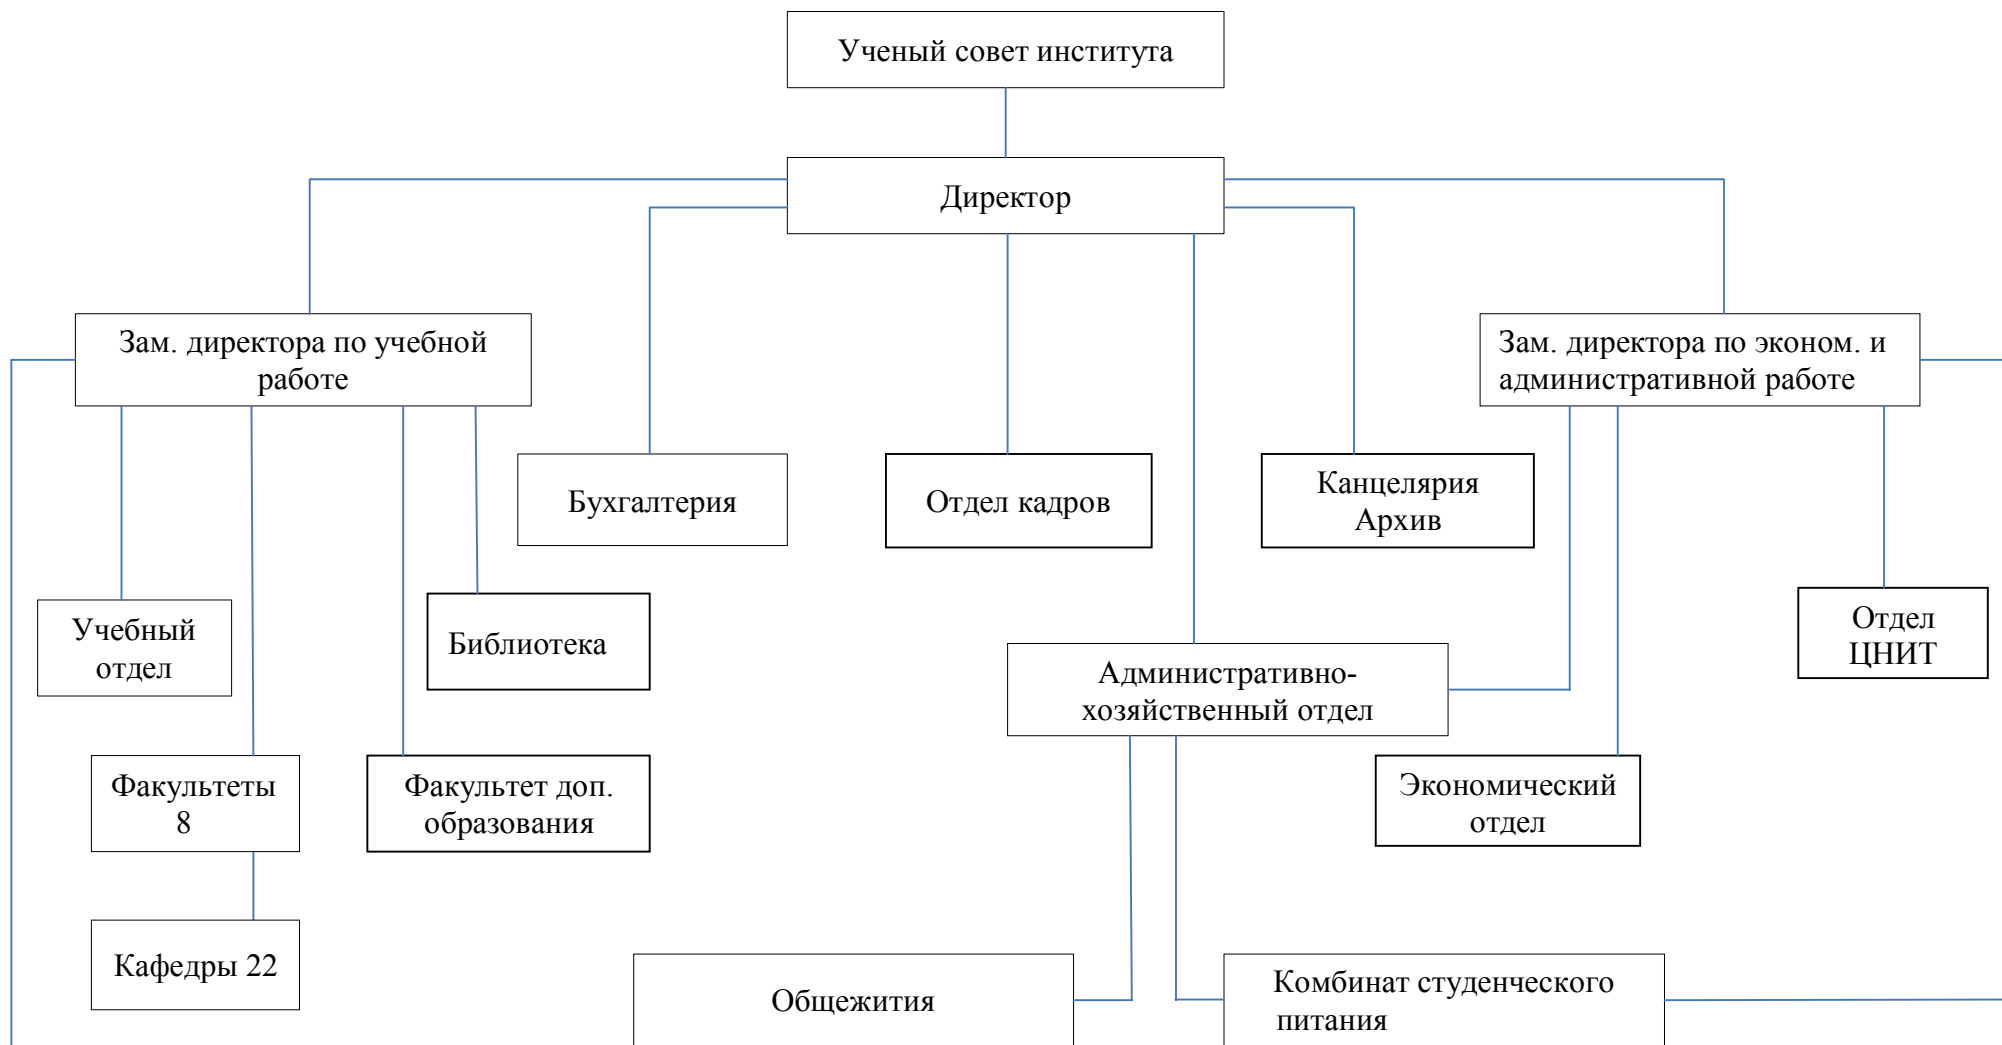 Ученый совет института
Директор
Зам. директора по учебной
работе
Зам. директора по эконом. и
административной работе
Бухгалтерия
Отдел кадров
Канцелярия
Архив
Учебный
отдел
Библиотека
Административно-
хозяйственный отдел
Отдел
ЦНИТ
Факультеты
8
Факультет доп.
образования
Экономический
отдел
Кафедры 22
Общежития
Комбинат студенческого
питания